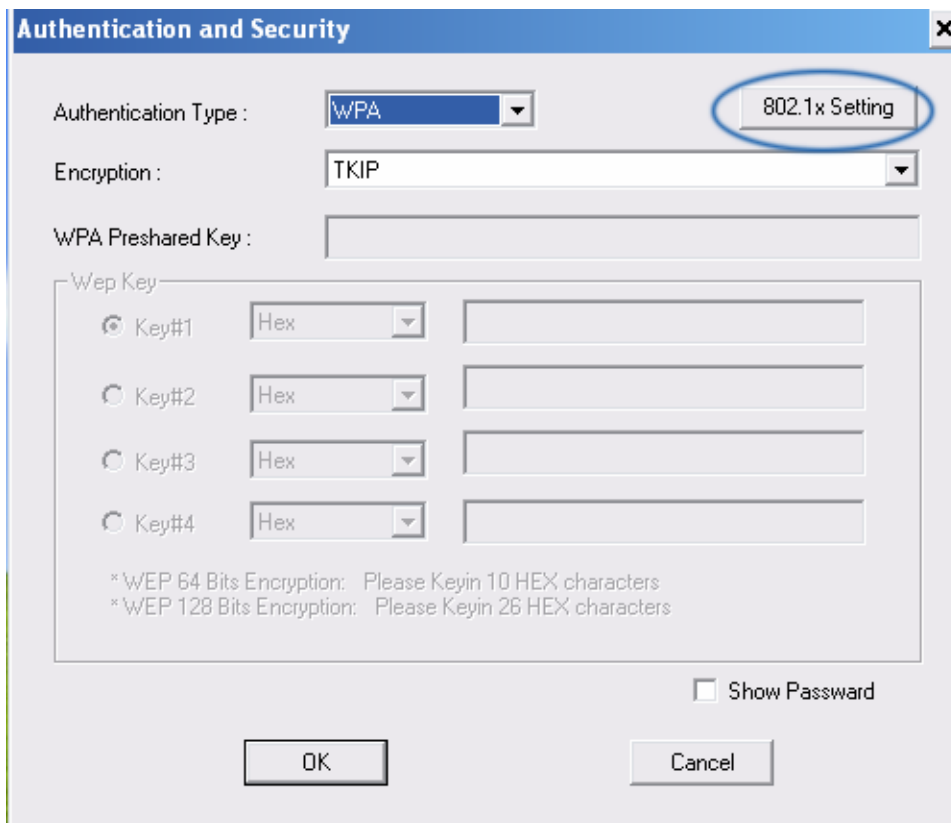 Authentication and Security
Authentication Type : WPA 802.1x Setting
Encryption : TKIP
WPA Preshared Key :
Wep Key
Key#1 Hex
Key#2 Hex
Key#3 Hex
Key#4 Hex
* WEP 64 Bits Encryption: Please Keyin 10 HEX characters
* WEP 128 Bits Encryption: Please Keyin 26 HEX characters
Show Passward
OK Cancel